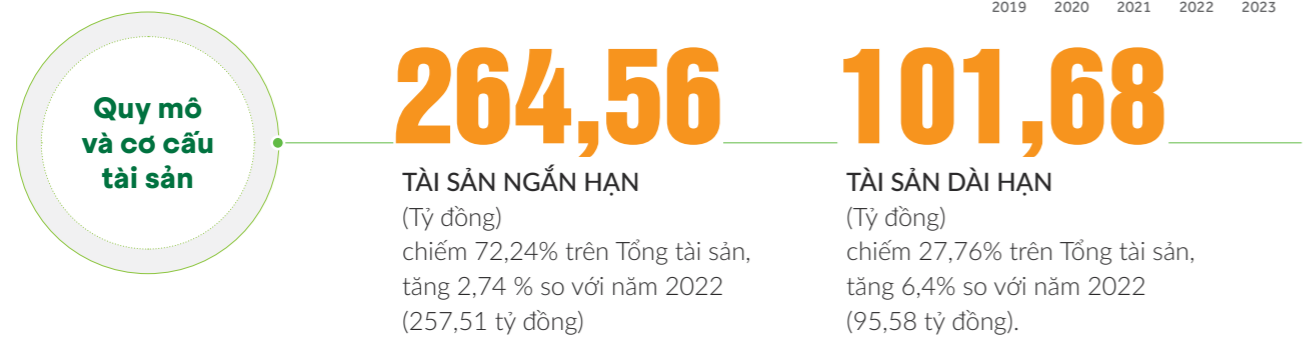 2019 2020 2021 2022 2023
Quy mô
và cơ cấu
tài sản
264,56
TÀI SẢN NGẮN HẠN
(Tỷ đồng)
chiếm 72,24% trên Tổng tài sản,
tăng 2,74 % so với năm 2022
(257,51 tỷ đồng)
101,68
TÀI SẢN DÀI HẠN
(Tỷ đồng)
chiếm 27,76% trên Tổng tài sản,
tăng 6,4% so với năm 2022
(95,58 tỷ đồng).